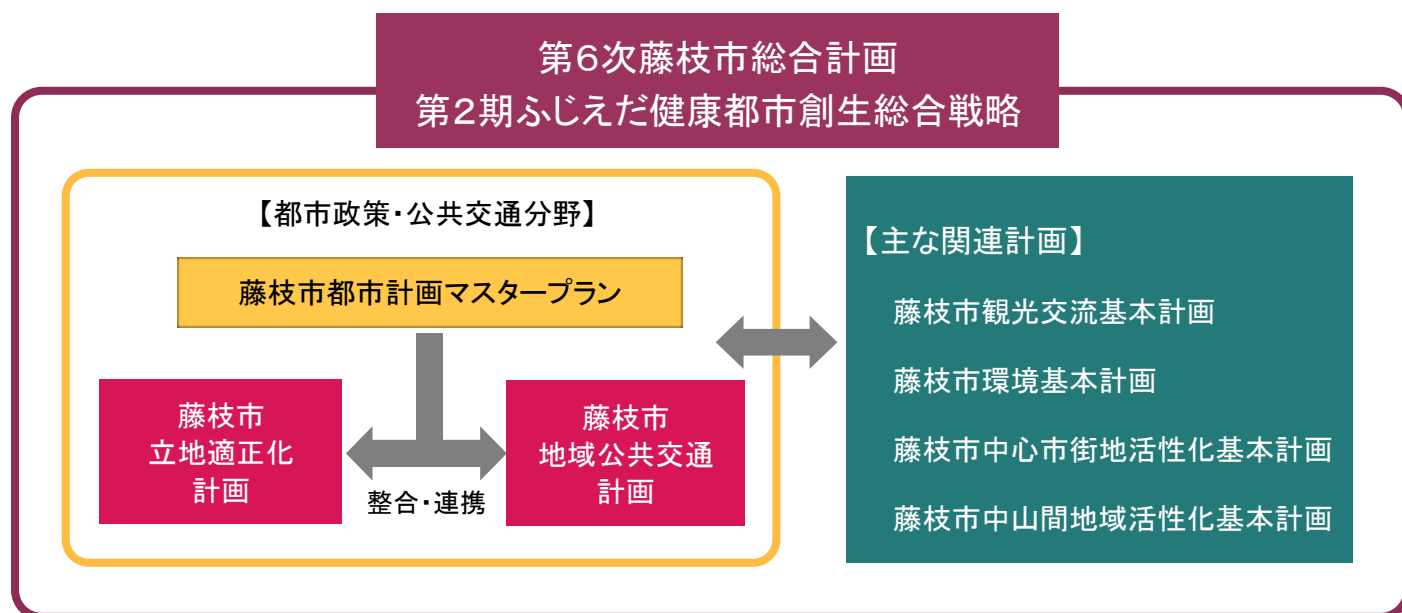 第6次藤枝市総合計画
第2期ふじえだ健康都市創生総合戦略
【都市政策・公共交通分野】
藤枝市都市計画マスタープラン
藤枝市
立地適正化
計画
整合・連携
藤枝市
地域公共交通
計画
【主な関連計画】
藤枝市観光交流基本計画
藤枝市環境基本計画
藤枝市中心市街地活性化基本計画
藤枝市中山間地域活性化基本計画